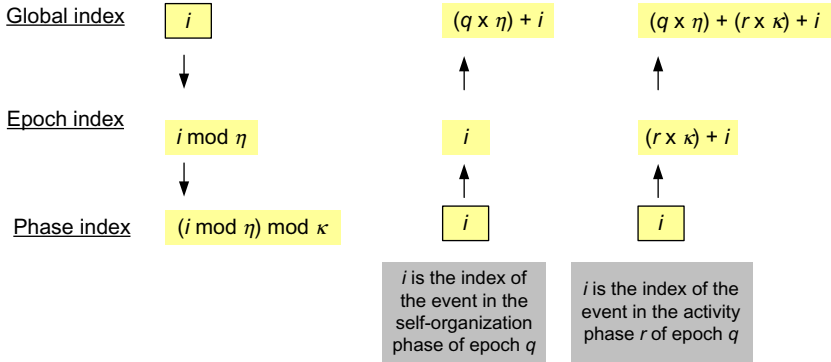 Global index
i
(q x η) + i
(q x η) + (r x κ) + i
Epoch index
i mod η
i
(r x κ) + i
Phase index
(i mod η) mod κ
i
i
i is the index of
the event in the
self-organization
phase of epoch q
i is the index of the
event in the activity
phase r of epoch q